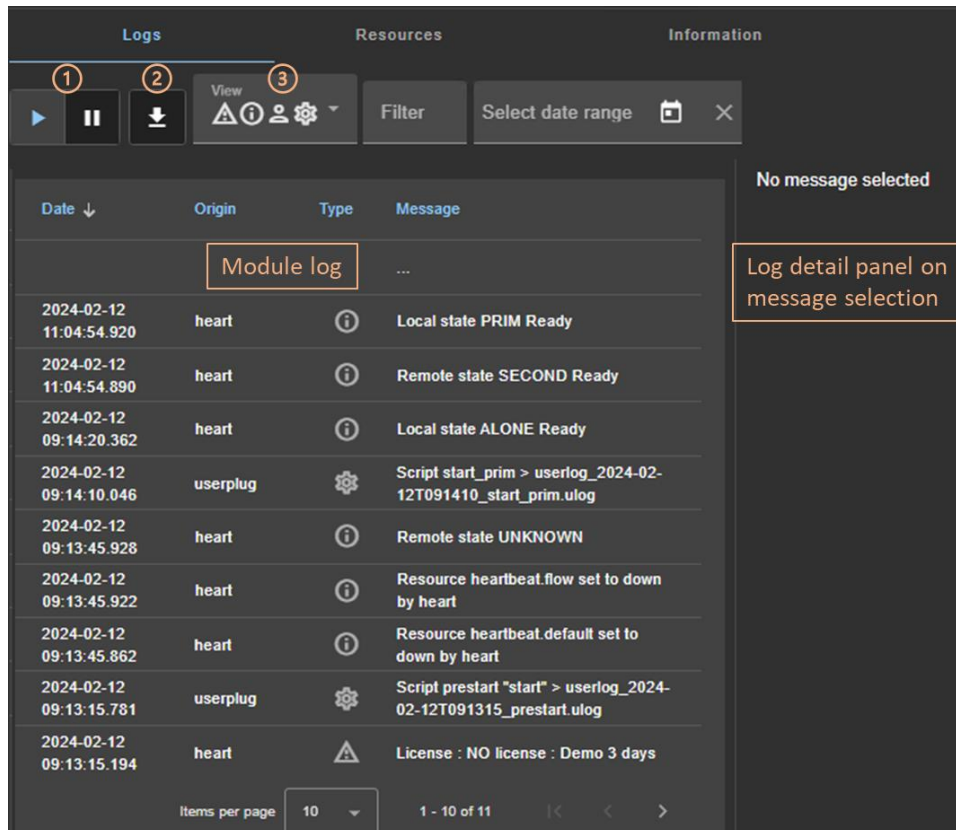 Logs Resources Information
1 2 3
View
Filter Select date range
No message selected
Date Origin Type Message
Module log ...
Log detail panel on
message selection
2024-02-12
11:04:54.920 heart Local state PRIM Ready
2024-02-12
11:04:54.890 heart Remote state SECOND Ready
2024-02-12
09:14:20.362 heart Local state ALONE Ready
2024-02-12 Script start_prim > userlog_2024-02-
09:14:10.046 userplug 12T091410_start_prim.ulog
2024-02-12
09:13:45.928 heart Remote state UNKNOWN
2024-02-12 Resource heartbeat.flow set to down
09:13:45.922 heart by heart
2024-02-12 Resource heartbeat.default set to
09:13:45.862 heart down by heart
2024-02-12 Script prestart "start" > userlog_2024-
09:13:15.781 userplug 02-12T091315_prestart.ulog
2024-02-12
09:13:15.194 heart License : NO license : Demo 3 days
Items per page 10 1 - 10 of 11